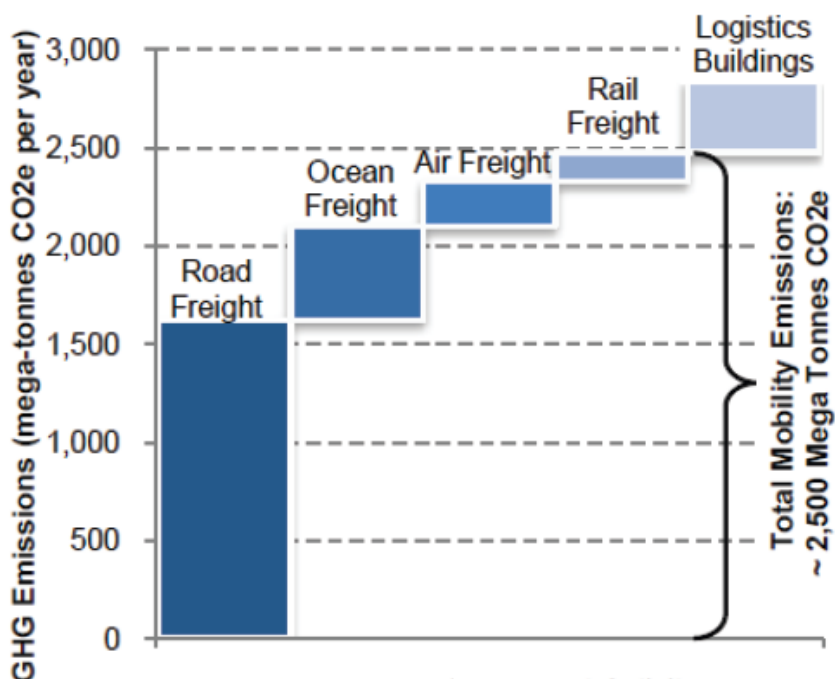 GHG Emissions (mega-tonnes CO2e per year)
3,000
2,500
2,000
1,500
1,000
500
0
Road
Freight
Ocean
Freight
Air Freight
Rail
Freight
Logistics
Buildings
Total Mobility Emissions:
~ 2,500 Mega Tonnes CO2e